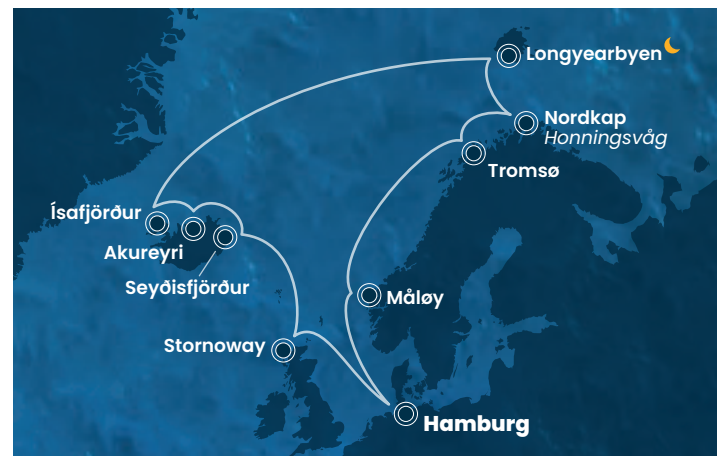 Longyearbyen
Nordkap
Honningsvåg
Tromsø
Ísafjörður
Akureyri
Seyðisfjörður
Måløy
Stornoway
Hamburg